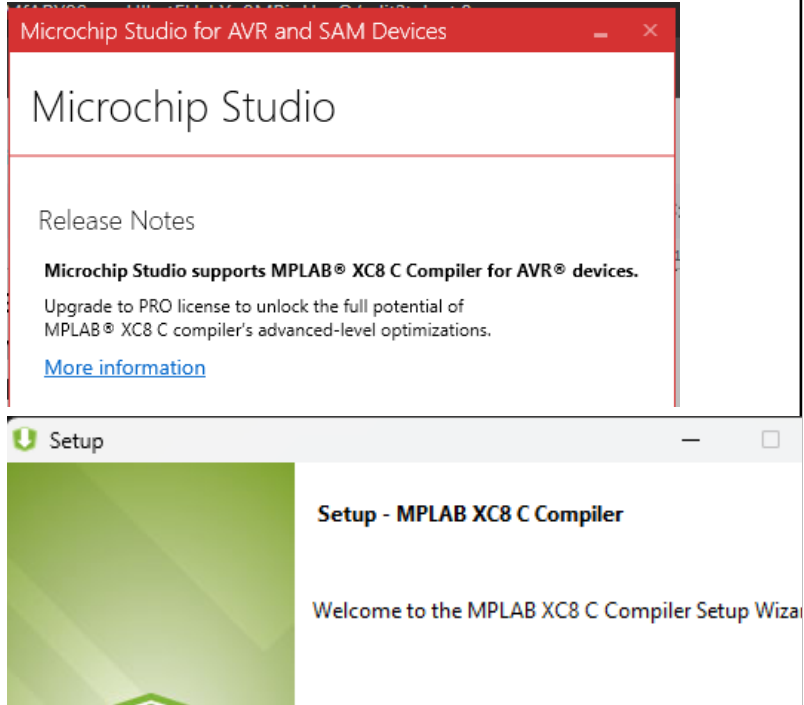 Microchip Studio for AVR and SAM Devices
Microchip Studio
Release Notes
Microchip Studio supports MPLAB® XC8 C Compiler for AVR® devices.
Upgrade to PRO license to unlock the full potential of
MPLAB® XC8 C compiler's advanced-level optimizations.
More information
Setup
Setup - MPLAB XC8 C Compiler
Welcome to the MPLAB XC8 C Compiler Setup Wiza